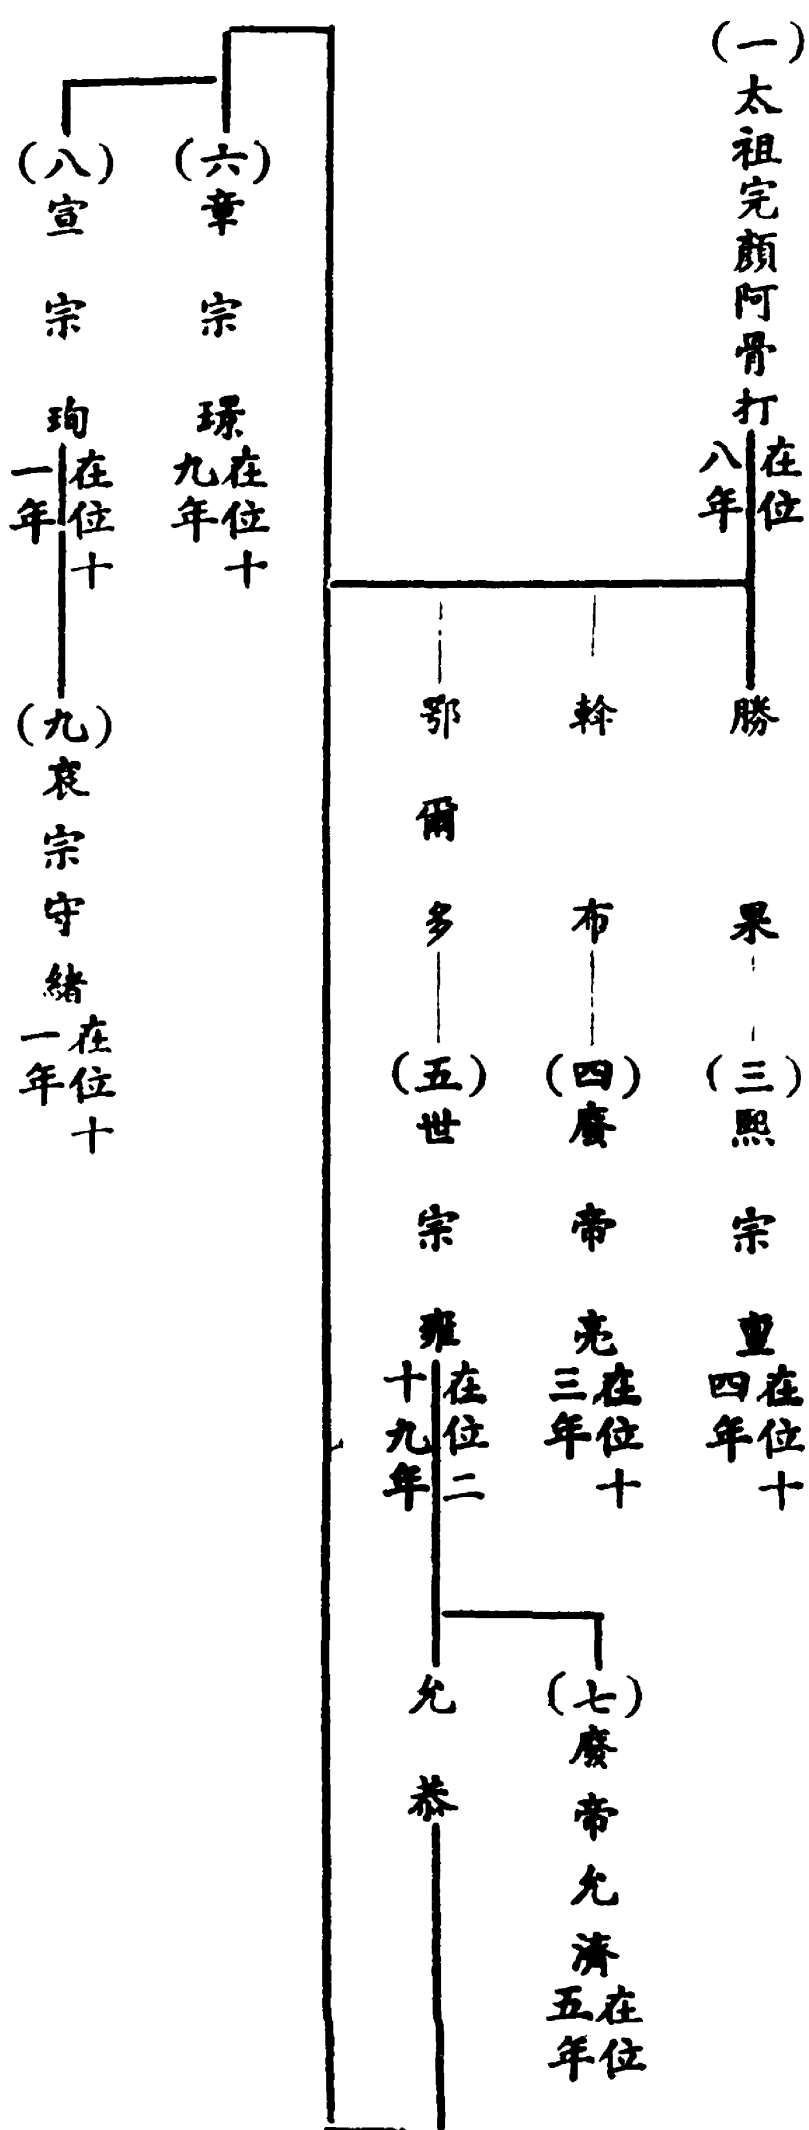 (一)太祖完顏阿骨打在位八年
勝果
(三)熙宗亶在位十四年
斡布
(四)廢帝亮在位十三年
(七)廢帝允濟在位五年
鄂爾多
(五)世宗雍在位二十九年
允恭
(六)章宗璟在位十九年
(八)宣宗珣在位十一年
(九)哀宗守緒在位十一年